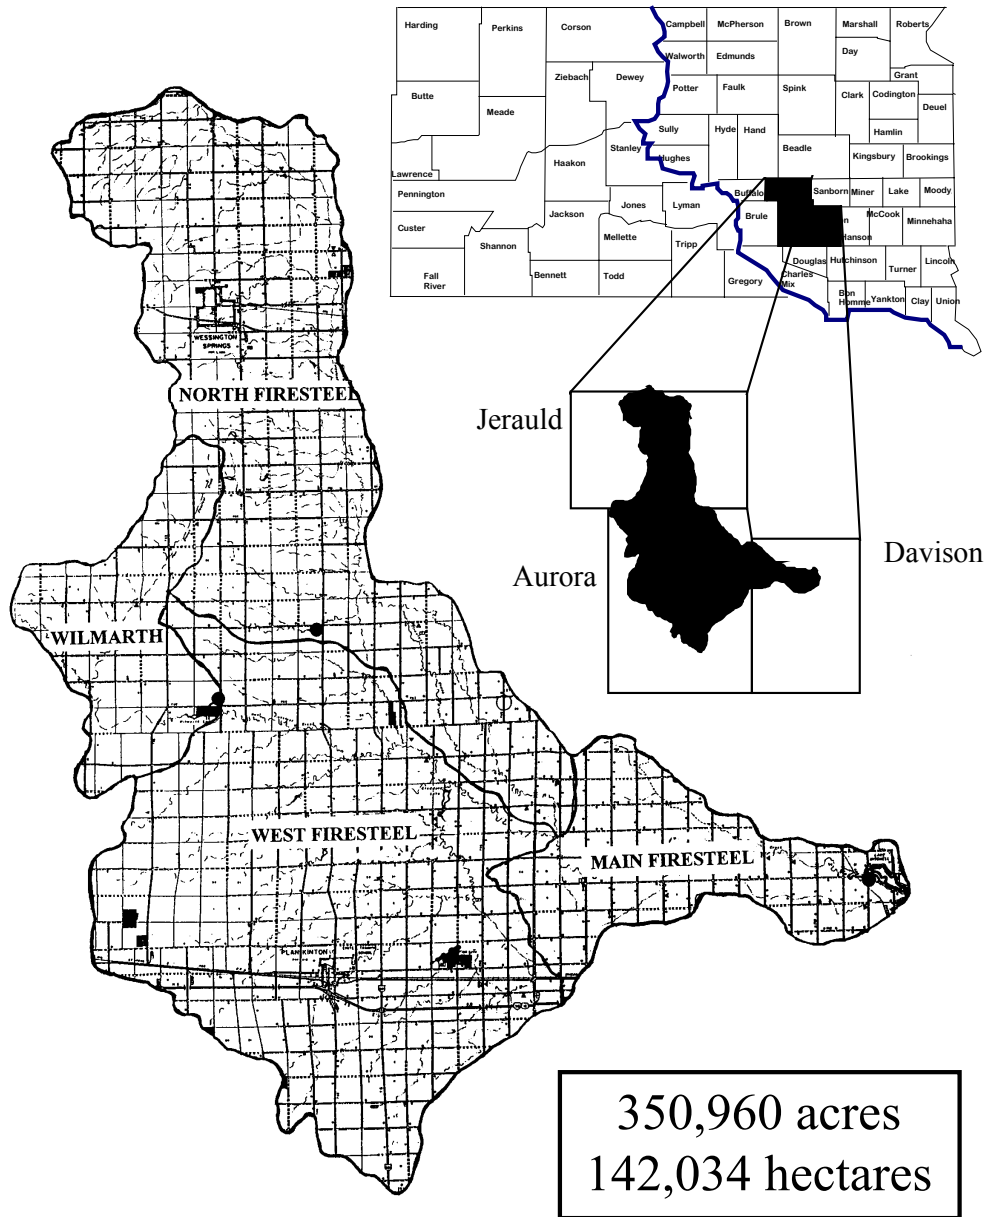 Harding
Perkins
Corson
Campbell
McPherson
Brown
Marshall
Roberts
Walworth
Edmunds
Day
Ziebach
Dewey
Grant
Butte
Potter
Faulk
Spink
Clark
Codington
Deuel
Meade
Sully
Hyde
Hand
Hamlin
Stanley
Beadle
Haakon
Hughes
Kingsbury
Brookings
Lawrence
Pennington
Buffalo
Sanborn
Miner
Lake
Moody
Jones
Lyman
Jackson
Brule
on
McCook
Minnehaha
Custer
Shannon
Mellette
Tripp
Hanson
Douglas
Hutchinson
Lincoln
Turner
Fall
River
Bennett
Todd
Gregory
Charles
Mix
Bon
Homme
Yankton
Clay
Union
WESSINGTON
SPRINGS
NORTH FIRESTEEL
Jerauld
Davison
Aurora
WILMARTH
WEST FIRESTEEL
MAIN FIRESTEEL
PLANKINTON
350,960 acres
142,034 hectares